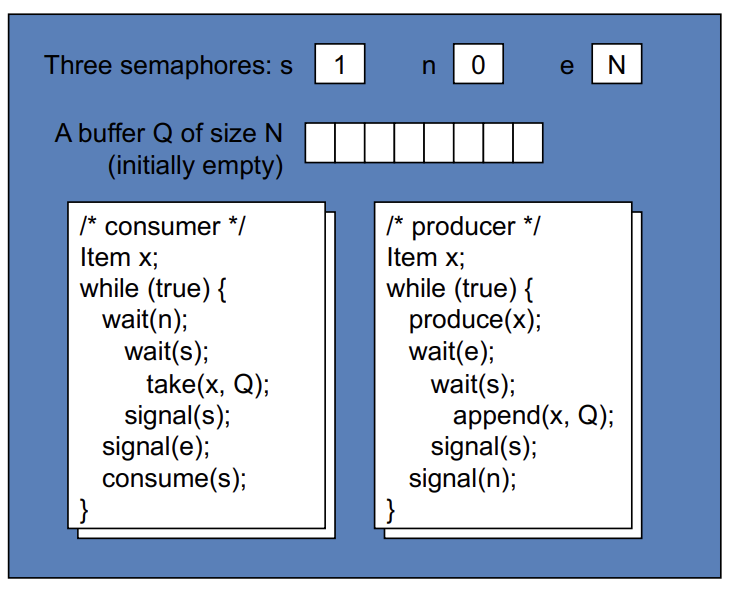 Three semaphores: s 1 n 0 e N
A buffer Q of size N
(initially empty)
/* consumer */
Item x;
while (true) {
wait(n);
wait(s);
take(x, Q);
signal(s);
signal(e);
consume(s);
}
/* producer */
Item x;
while (true) {
produce(x);
wait(e);
wait(s);
append(x, Q);
signal(s);
signal(n);
}